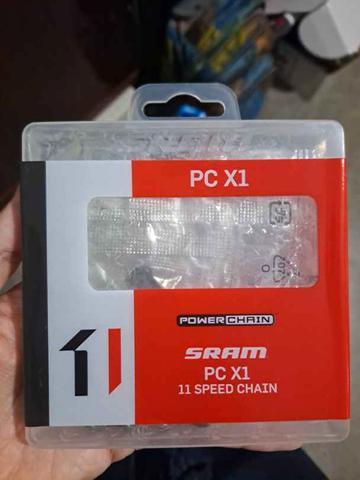 PC X1
POWERCHAIN
SRAM
PC X1
11 SPEED CHAIN